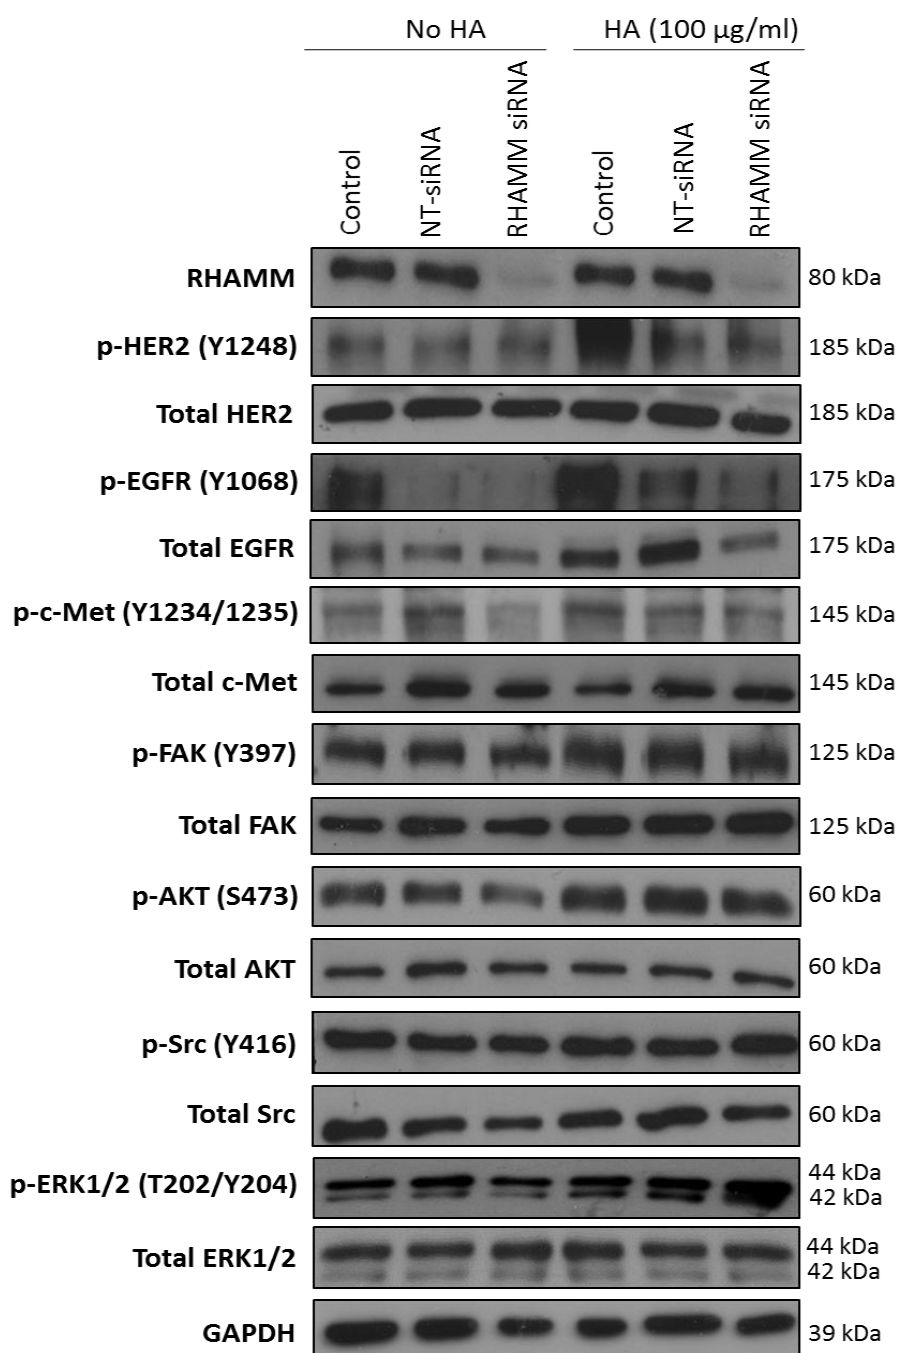 No HA HA (100 µg/ml)
Control NT-siRNA RHAMM siRNA Control NT-siRNA RHAMM siRNA
RHAMM 80 kDa
p-HER2 (Y1248) 185 kDa
Total HER2 185 kDa
p-EGFR (Y1068) 175 kDa
Total EGFR 175 kDa
p-c-Met (Y1234/1235) 145 kDa
Total c-Met 145 kDa
p-FAK (Y397) 125 kDa
Total FAK 125 kDa
p-AKT (S473) 60 kDa
Total AKT 60 kDa
p-Src (Y416) 60 kDa
Total Src 60 kDa
p-ERK1/2 (T202/Y204) 44 kDa
42 kDa
Total ERK1/2 44 kDa
42 kDa
GAPDH 39 kDa